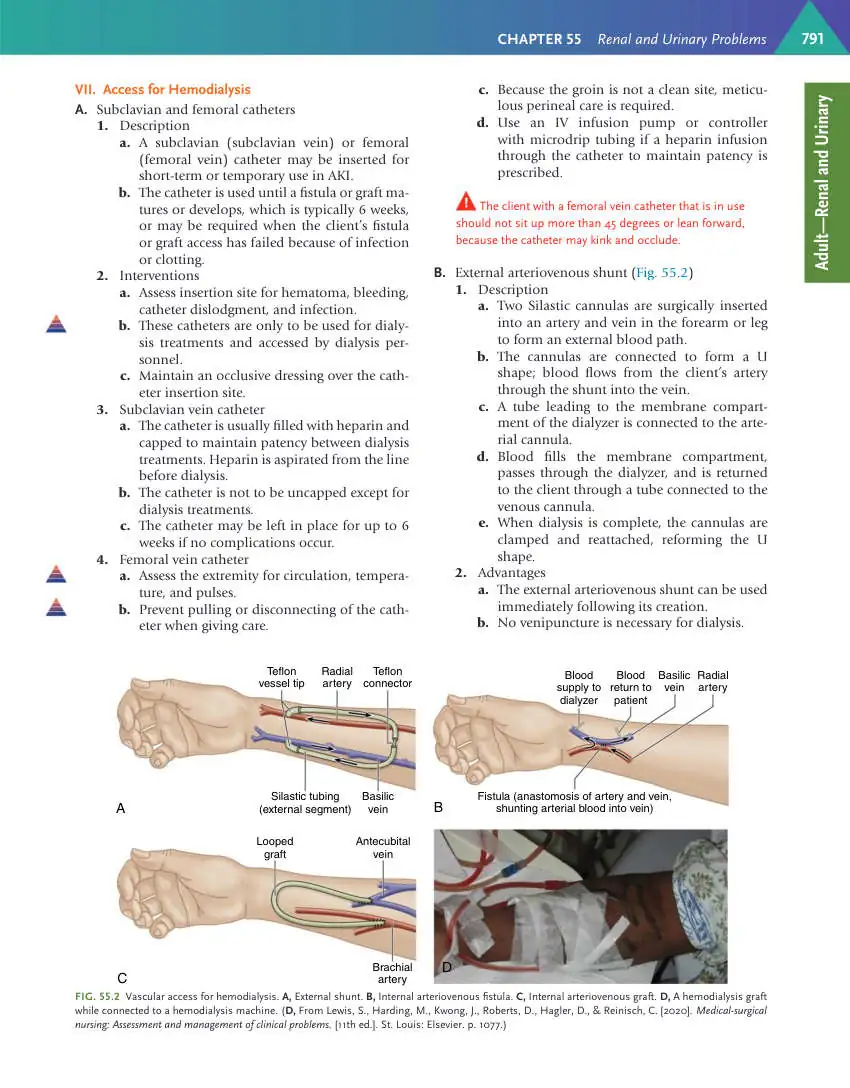 CHAPTER 55 Renal and Urinary Problems 791
VII. Access for Hemodialysis
A. Subclavian and femoral catheters
1. Description
a. A subclavian (subclavian vein) or femoral
(femoral vein) catheter may be inserted for
short-term or temporary use in AKI.
b. The catheter is used until a fistula or graft ma-
tures or develops, which is typically 6 weeks,
or may be required when the client's fistula
or graft access has failed because of infection
or clotting.
2. Interventions
a. Assess insertion site for hematoma, bleeding,
catheter dislodgment, and infection.
b. These catheters are only to be used for dialy-
sis treatments and accessed by dialysis per-
sonnel.
c. Maintain an occlusive dressing over the cath-
eter insertion site.
3. Subclavian vein catheter
a. The catheter is usually filled with heparin and
capped to maintain patency between dialysis
treatments. Heparin is aspirated from the line
before dialysis.
b. The catheter is not to be uncapped except for
dialysis treatments.
c. The catheter may be left in place for up to 6
weeks if no complications occur.
4. Femoral vein catheter
a. Assess the extremity for circulation, tempera-
ture, and pulses.
b. Prevent pulling or disconnecting of the cath-
eter when giving care.
c. Because the groin is not a clean site, meticu-
lous perineal care is required.
d. Use an IV infusion pump or controller
with microdrip tubing if a heparin infusion
through the catheter to maintain patency is
prescribed.
The client with a femoral vein catheter that is in use
should not sit up more than 45 degrees or lean forward,
because the catheter may kink and occlude.
B. External arteriovenous shunt (Fig. 55.2)
1. Description
a. Two Silastic cannulas are surgically inserted
into an artery and vein in the forearm or leg
to form an external blood path.
b. The cannulas are connected to form a U
shape; blood flows from the client's artery
through the shunt into the vein.
c. A tube leading to the membrane compart-
ment of the dialyzer is connected to the arte-
rial cannula.
d. Blood fills the membrane compartment,
passes through the dialyzer, and is returned
to the client through a tube connected to the
venous cannula.
e. When dialysis is complete, the cannulas are
clamped and reattached, reforming the U
shape.
2. Advantages
a. The external arteriovenous shunt can be used
immediately following its creation.
b. No venipuncture is necessary for dialysis.
Adult—Renal and Urinary
Teflon
vessel tip
Radial
artery
Teflon
connector
Silastic tubing
(external segment)
Basilic
vein
A
Blood
supply to
dialyzer
Blood
return to
patient
Basilic
vein
Radial
artery
Fistula (anastomosis of artery and vein,
shunting arterial blood into vein)
B
Looped
graft
Antecubital
vein
Brachial
artery
C
D
FIG. 55.2 Vascular access for hemodialysis. A, External shunt. B, Internal arteriovenous fistula. C, Internal arteriovenous graft. D, A hemodialysis graft
while connected to a hemodialysis machine. (D, From Lewis, S., Harding, M., Kwong, J., Roberts, D., Hagler, D., & Reinisch, C. [2020]. Medical-surgical
nursing: Assessment and management of clinical problems. [11th ed.]. St. Louis: Elsevier. p. 1077.)